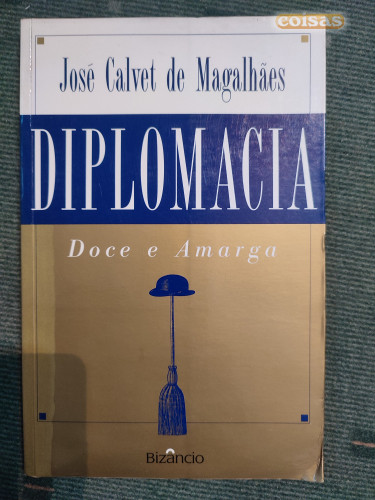 coisas
José Calvet de Magalhães
DIPLOMACIA
Doce e Amarga
Bizâncio